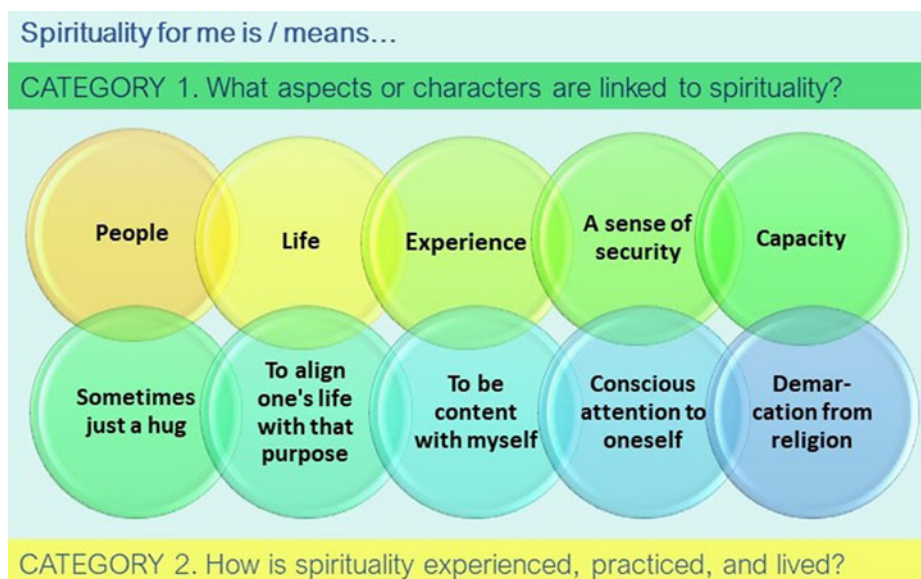 Spirituality for me is / means...
CATEGORY 1. What aspects or characters are linked to spirituality?
People
Life
Experience
A sense of
security
Capacity
Sometimes
just a hug
To align
one's life
with that
purpose
To be
content
with myself
Conscious
attention to
oneself
Demar-
cation from
religion
CATEGORY 2. How is spirituality experienced, practiced, and lived?